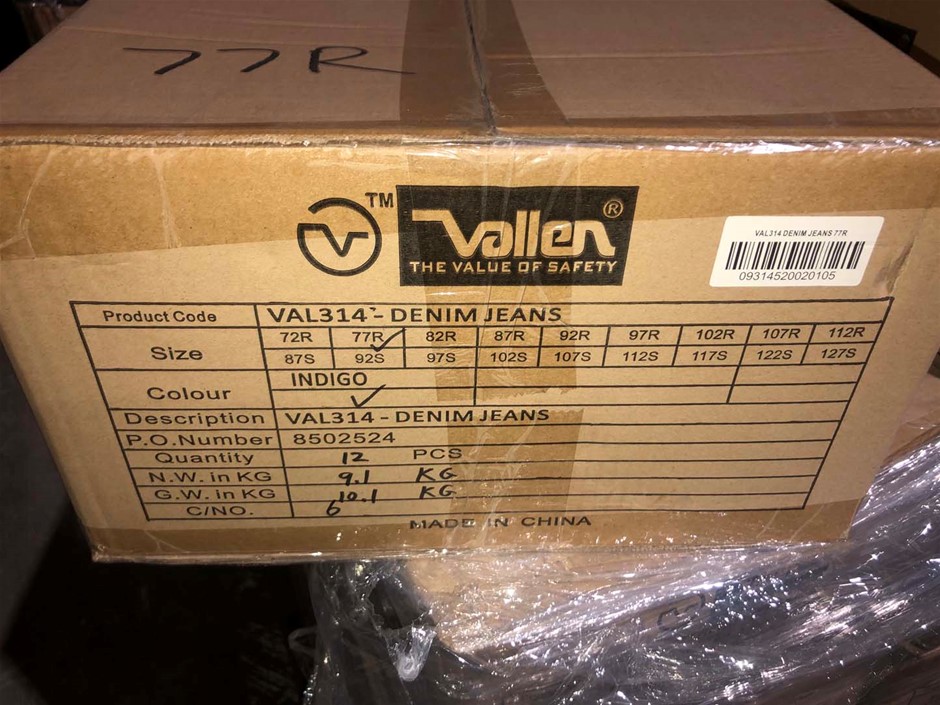 77R
V TM Vallen ®
THE VALUE OF SAFETY
VAL314 DENIM JEANS 77R
09314520020105
Product Code VAL314 - DENIM JEANS
Size 72R 77R ✓ 82R 87R 92R 97R 102R 107R 112R
87S 92S 97S 102S 107S 112S 117S 122S 127S
Colour INDIGO ✓
Description VAL314 - DENIM JEANS
P.O.Number 8502524
Quantity 12 PCS
N.W. in KG 9.1 KG
G.W. in KG 10.1 KG
C/NO. 6
MADE IN CHINA